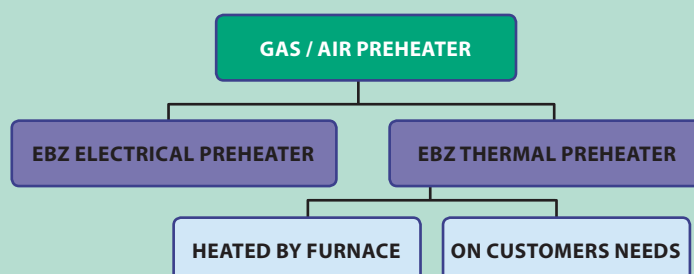 GAS / AIR PREHEATER
EBZ ELECTRICAL PREHEATER
EBZ THERMAL PREHEATER
HEATED BY FURNACE
ON CUSTOMERS NEEDS